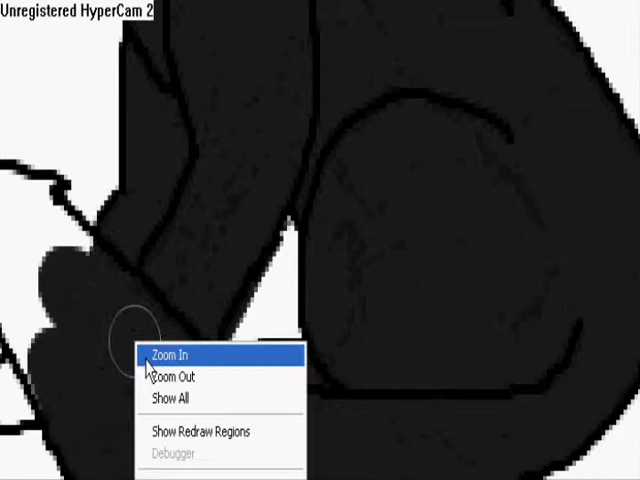 Unregistered HyperCam 2
Zoom In
Zoom Out
Show All
Show Redraw Regions
Debugger